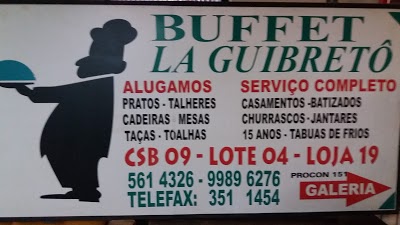 BUFFET
LA GUIBRETÔ
ALUGAMOS SERVIÇO COMPLETO
PRATOS - TALHERES CASAMENTOS - BATIZADOS
CADEIRAS MESAS CHURRASCOS - JANTARES
TAÇAS - TOALHAS 15 ANOS - TABUAS DE FRIOS
CSB 09 - LOTE 04 - LOJA 19
561 4326 - 9989 6276 PROCON 151
TELEFAX: 351 1454 GALERIA